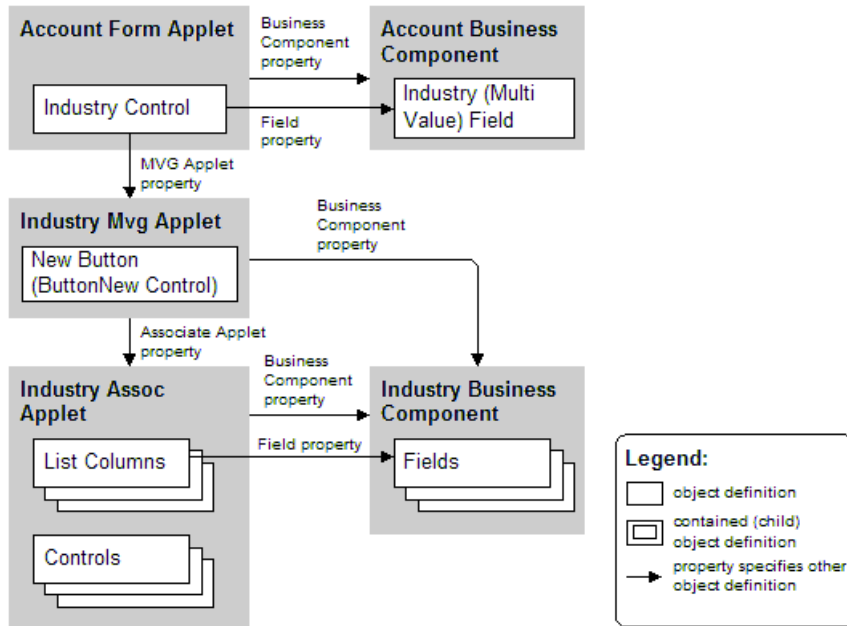 Account Form Applet
Business
Component
property
Account Business
Component
Industry Control
Field
property
Industry (Multi
Value) Field
MVG Applet
property
Industry Mvg Applet
New Button
(ButtonNew Control)
Business
Component
property
Associate Applet
property
Industry Assoc
Applet
Business
Component
property
Industry Business
Component
List Columns
Field property
Fields
Controls
Legend:
object definition
contained (child)
object definition
property specifies other
object definition